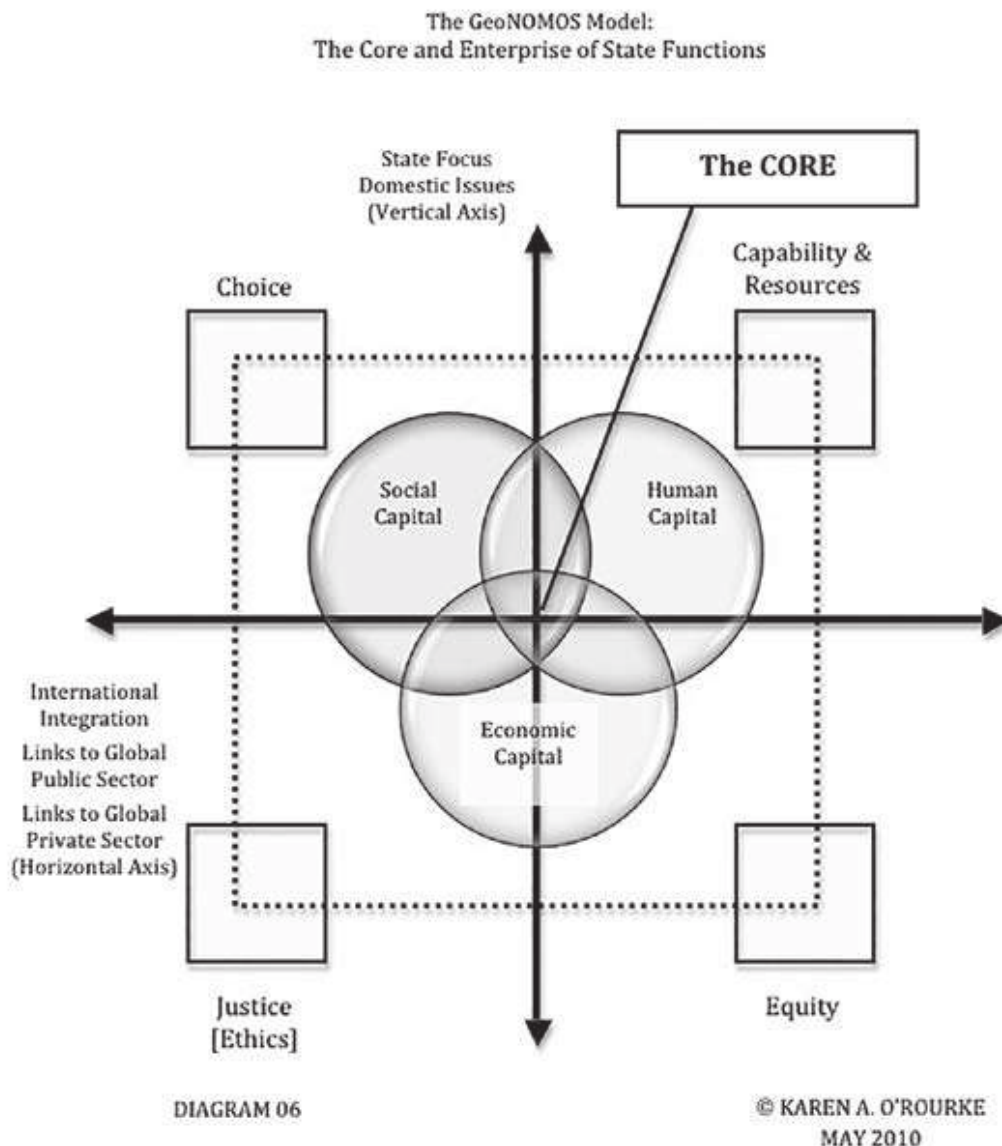 The GeoNOMOS Model:
The Core and Enterprise of State Functions
State Focus
Domestic Issues
(Vertical Axis)
The CORE
Choice
Capability &
Resources
Social
Capital
Human
Capital
Economic
Capital
International
Integration
Links to Global
Public Sector
Links to Global
Private Sector
(Horizontal Axis)
Justice
[Ethics]
Equity
DIAGRAM 06
© KAREN A. O'ROURKE
MAY 2010